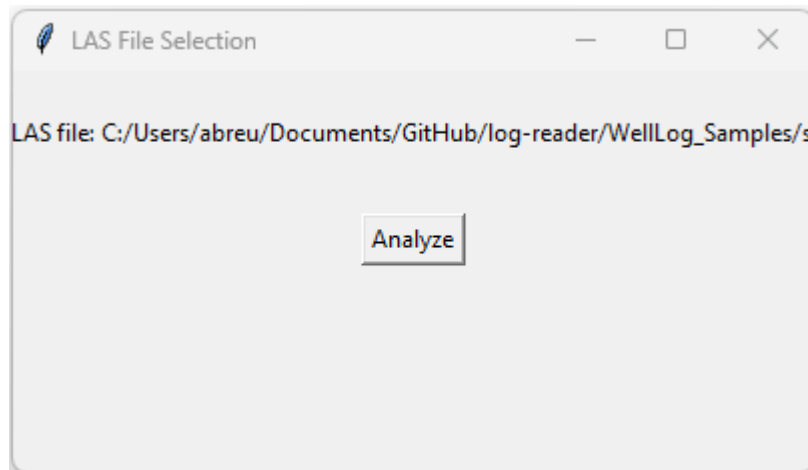 LAS File Selection
LAS file: C:/Users/abreu/Documents/GitHub/log-reader/WellLog_Samples/s
Analyze